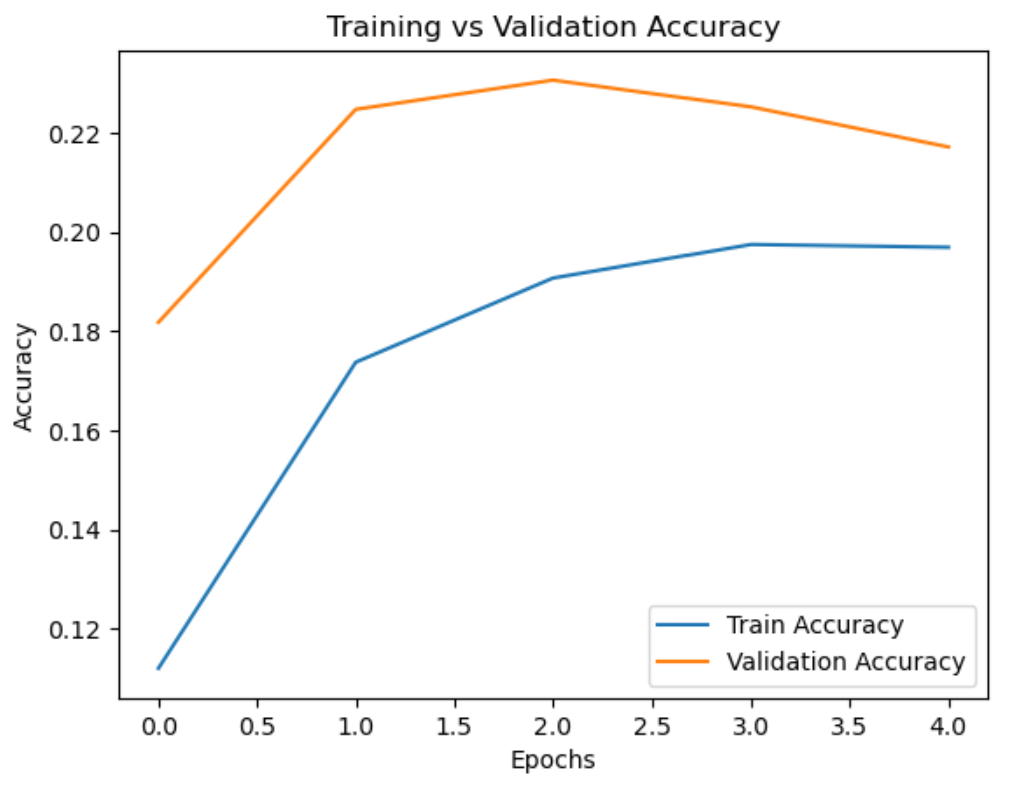 Training vs Validation Accuracy
Accuracy
0.22
0.20
0.18
0.16
0.14
0.12
Train Accuracy
Validation Accuracy
0.0 0.5 1.0 1.5 2.0 2.5 3.0 3.5 4.0
Epochs